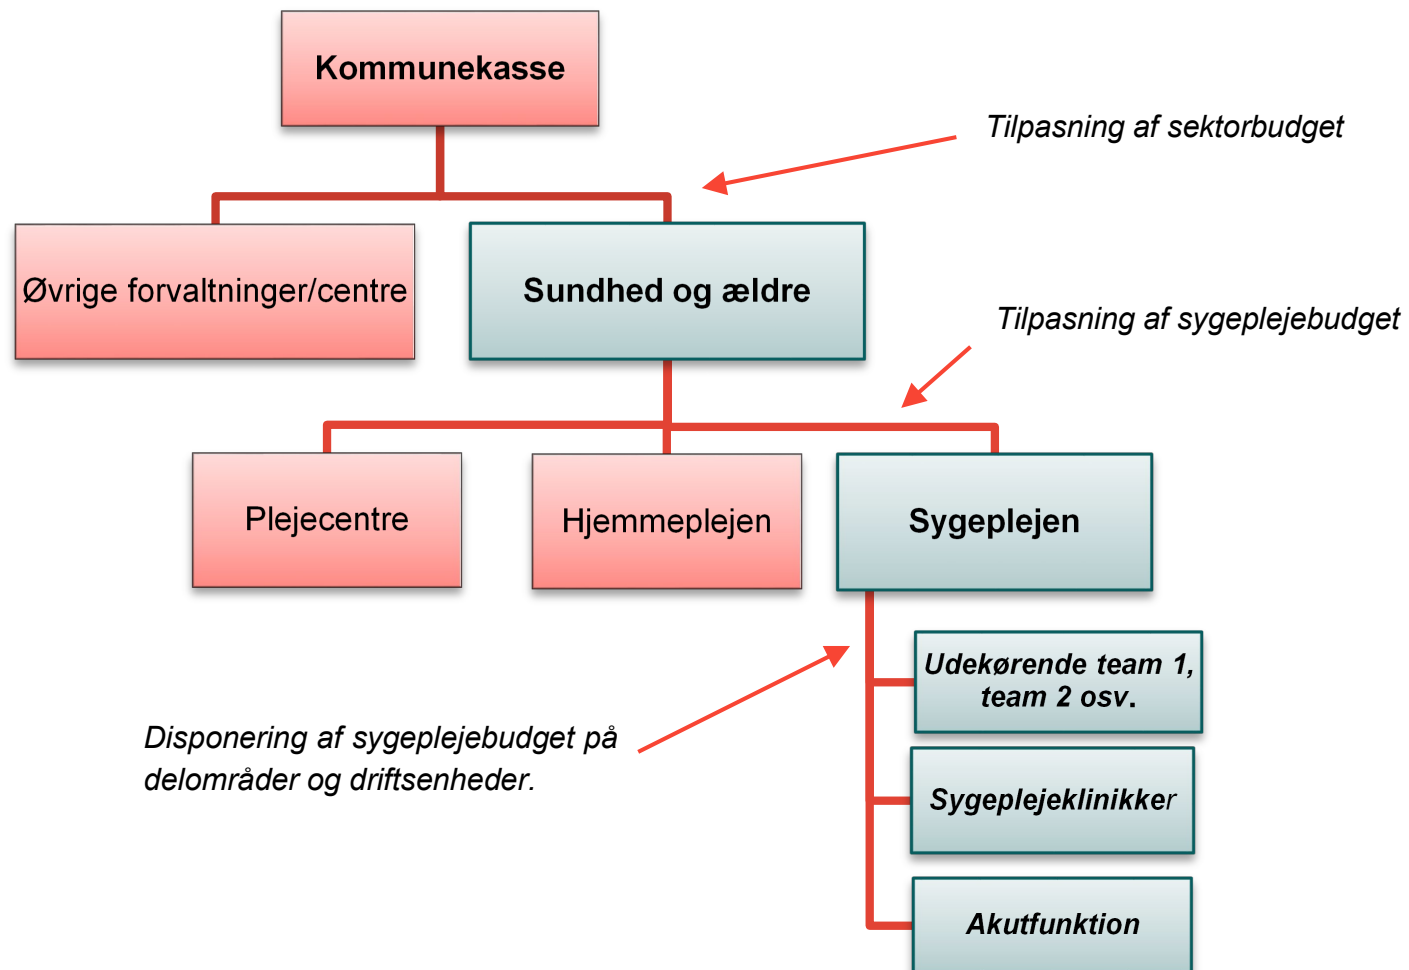 Kommunekasse
Tilpasning af sektorbudget
Øvrige forvaltninger/centre
Sundhed og ældre
Tilpasning af sygeplejebudget
Plejecentre
Hjemmeplejen
Sygeplejen
Udekørende team 1,
team 2 osv.
Disponering af sygeplejebudget på
delområder og driftsenheder.
Sygeplejeklinikker
Akutfunktion